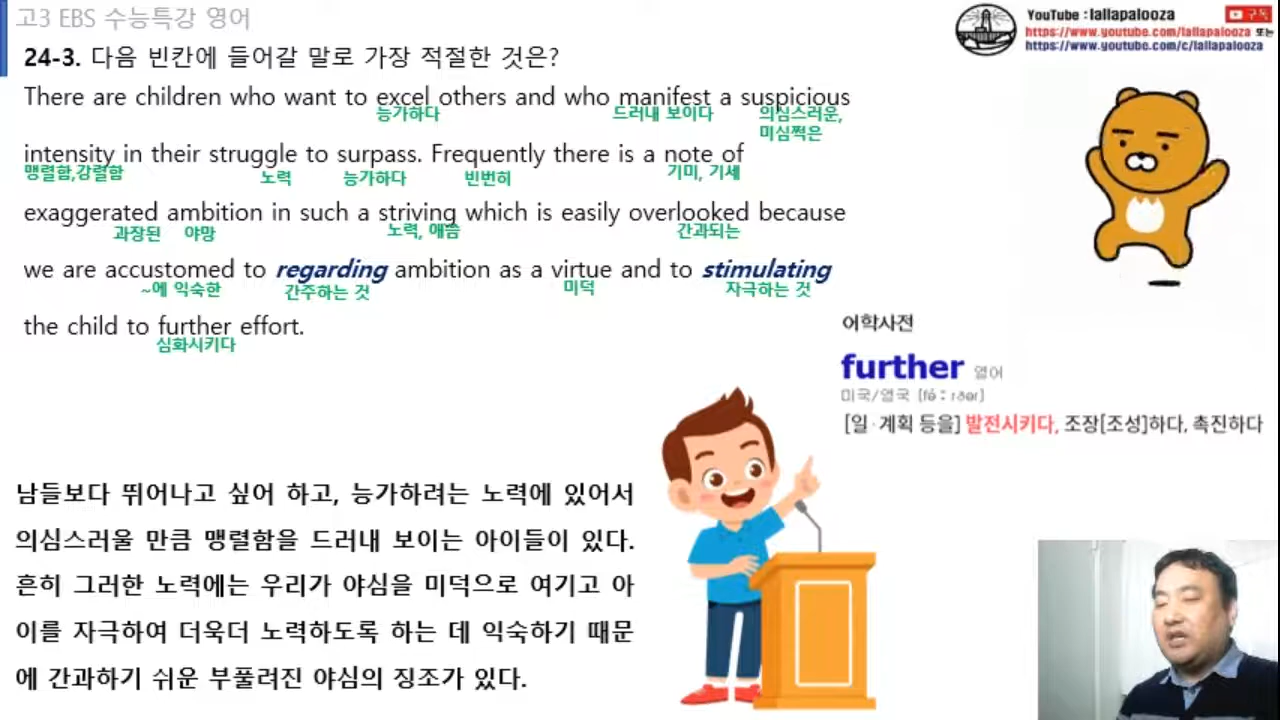 고3 EBS 수능특강 영어
YouTube : lallapalooza
구독
https://www.youtube.com/lallapalooza 또는
https://www.youtube.com/c/lallapalooza
24-3. 다음 빈칸에 들어갈 말로 가장 적절한 것은?
There are children who want to excel others and who manifest a suspicious
능가하다 드러내 보이다 의심스러운,
미심쩍은
intensity in their struggle to surpass. Frequently there is a note of
맹렬함,강렬함 노력 능가하다 빈번히 기미, 기세
exaggerated ambition in such a striving which is easily overlooked because
과장된 야망 노력, 애씀 간과되는
we are accustomed to regarding ambition as a virtue and to stimulating
~에 익숙한 간주하는 것 미덕 자극하는 것
the child to further effort.
심화시키다
어학사전
further 영어
미국/영국
[일·계획 등을] 발전시키다, 조장[조성]하다, 촉진하다
남들보다 뛰어나고 싶어 하고, 능가하려는 노력에 있어서
의심스러울 만큼 맹렬함을 드러내 보이는 아이들이 있다.
흔히 그러한 노력에는 우리가 야심을 미덕으로 여기고 아
이를 자극하여 더욱더 노력하도록 하는 데 익숙하기 때문
에 간과하기 쉬운 부풀려진 야심의 징조가 있다.